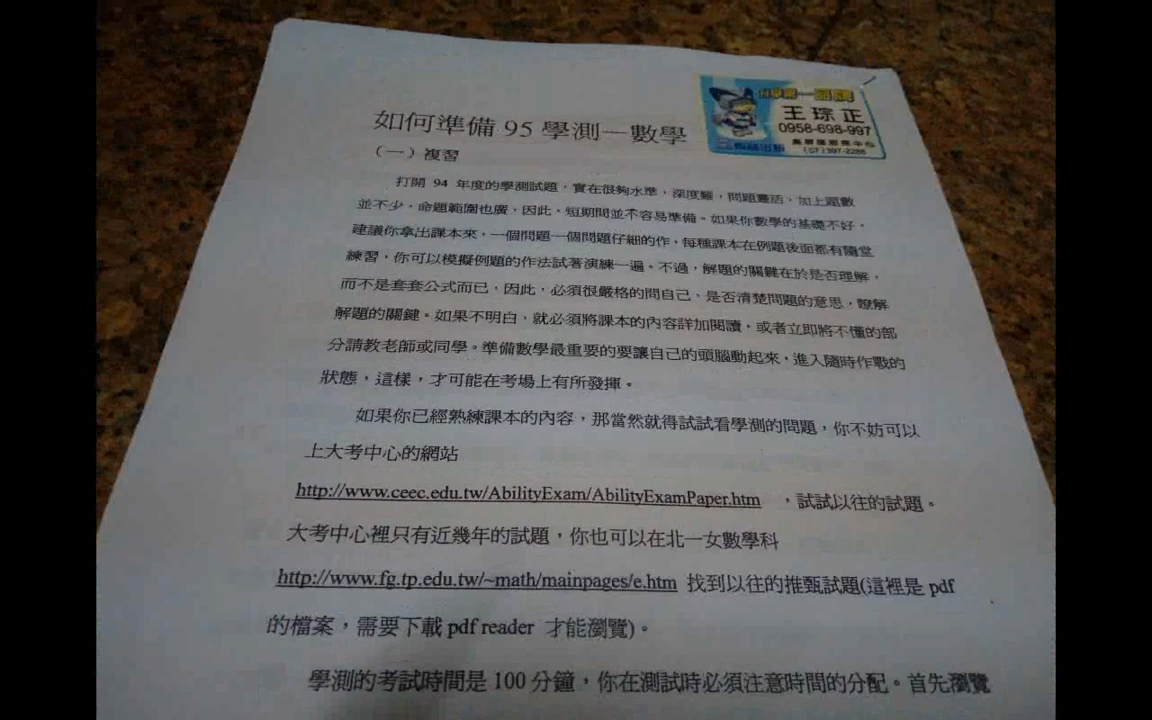 如何準備 95 學測－數學
升學第一品牌
王琮正
0958-698-997
高屏服務中心
(07)397-2286
（一）複習
打開 94 年度的學測試題，實在很夠水準，深度難，問題靈活，加上題數
並不少，命題範圍也廣，因此，短期間並不容易準備。如果你數學的基礎不好，
建議你拿出課本來，一個問題一個問題仔細的作，每種課本在例題後面都有隨堂
練習，你可以模擬例題的作法試著演練一遍。不過，解題的關鍵在於是否理解，
而不是套套公式而已，因此，必須很嚴格的問自己，是否清楚問題的意思，瞭解
解題的關鍵。如果不明白，就必須將課本的內容詳加閱讀，或者立即將不懂的部
分請教老師或同學。準備數學最重要的要讓自己的頭腦動起來，進入隨時作戰的
狀態，這樣，才可能在考場上有所發揮。
如果你已經熟練課本的內容，那當然就得試試看學測的問題，你不妨可以
上大考中心的網站
http://www.ceec.edu.tw/AbilityExam/AbilityExamPaper.htm ，試試以往的試題。
大考中心裡只有近幾年的試題，你也可以在北一女數學科
http://www.fg.tp.edu.tw/~math/mainpages/e.htm 找到以往的推甄試題(這裡是 pdf
的檔案，需要下載 pdf reader 才能瀏覽)。
學測的考試時間是 100 分鐘，你在測試時必須注意時間的分配。首先瀏覽